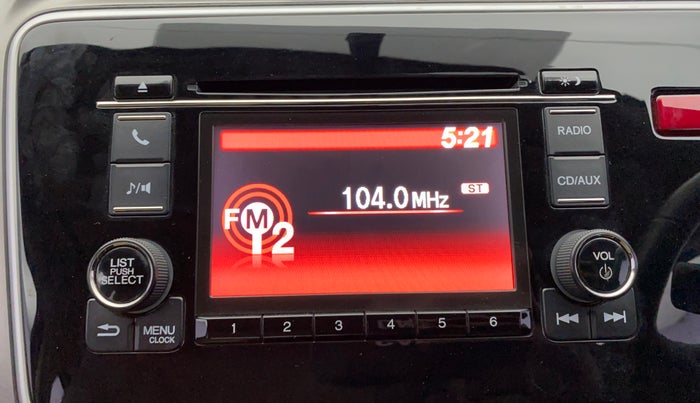 5:21
RADIO
104.0 MHz
ST
CD/AUX
FM
2
LIST
PUSH
SELECT
VOL
MENU
CLOCK
1 2 3 4 5 6